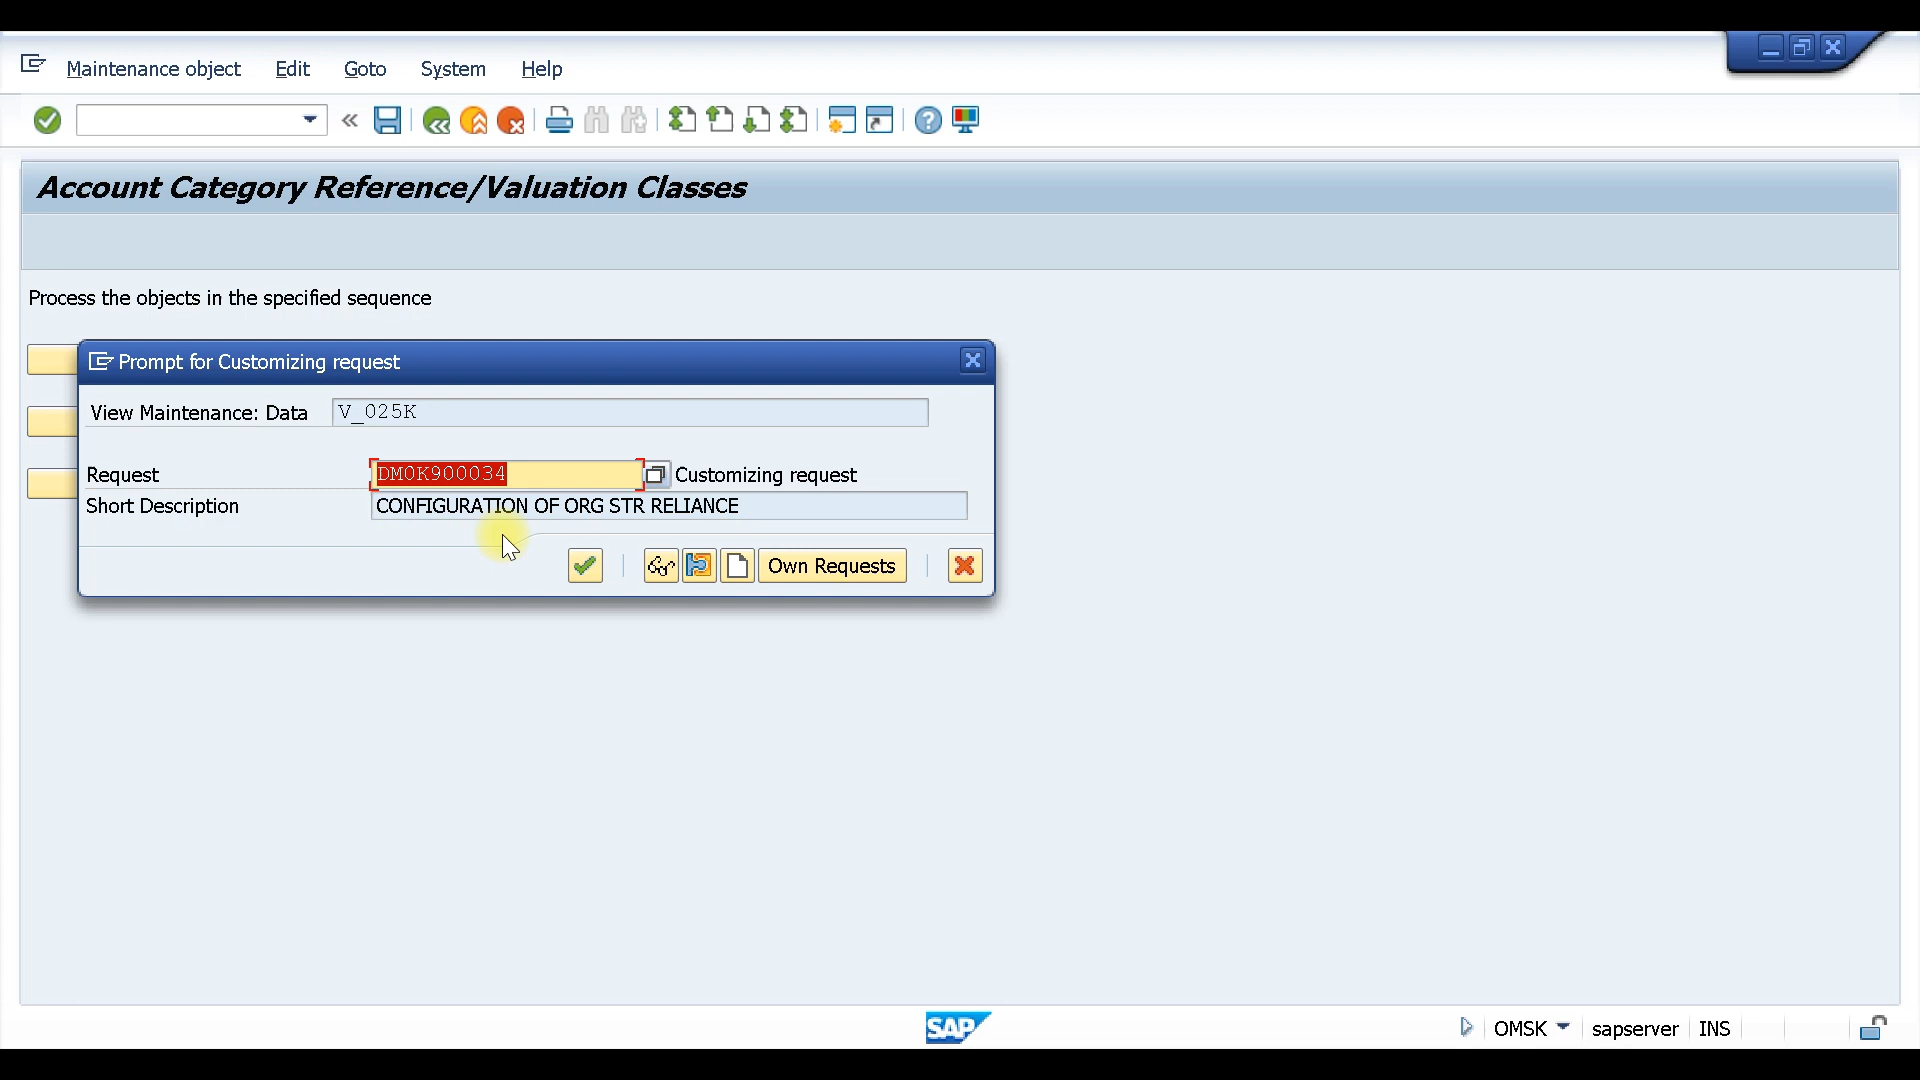 Maintenance object Edit Goto System Help
Account Category Reference/Valuation Classes
Process the objects in the specified sequence
Prompt for Customizing request
View Maintenance: Data V_025K
Request DM0K900034 Customizing request
Short Description CONFIGURATION OF ORG STR RELIANCE
Own Requests
SAP OMSK sapserver INS